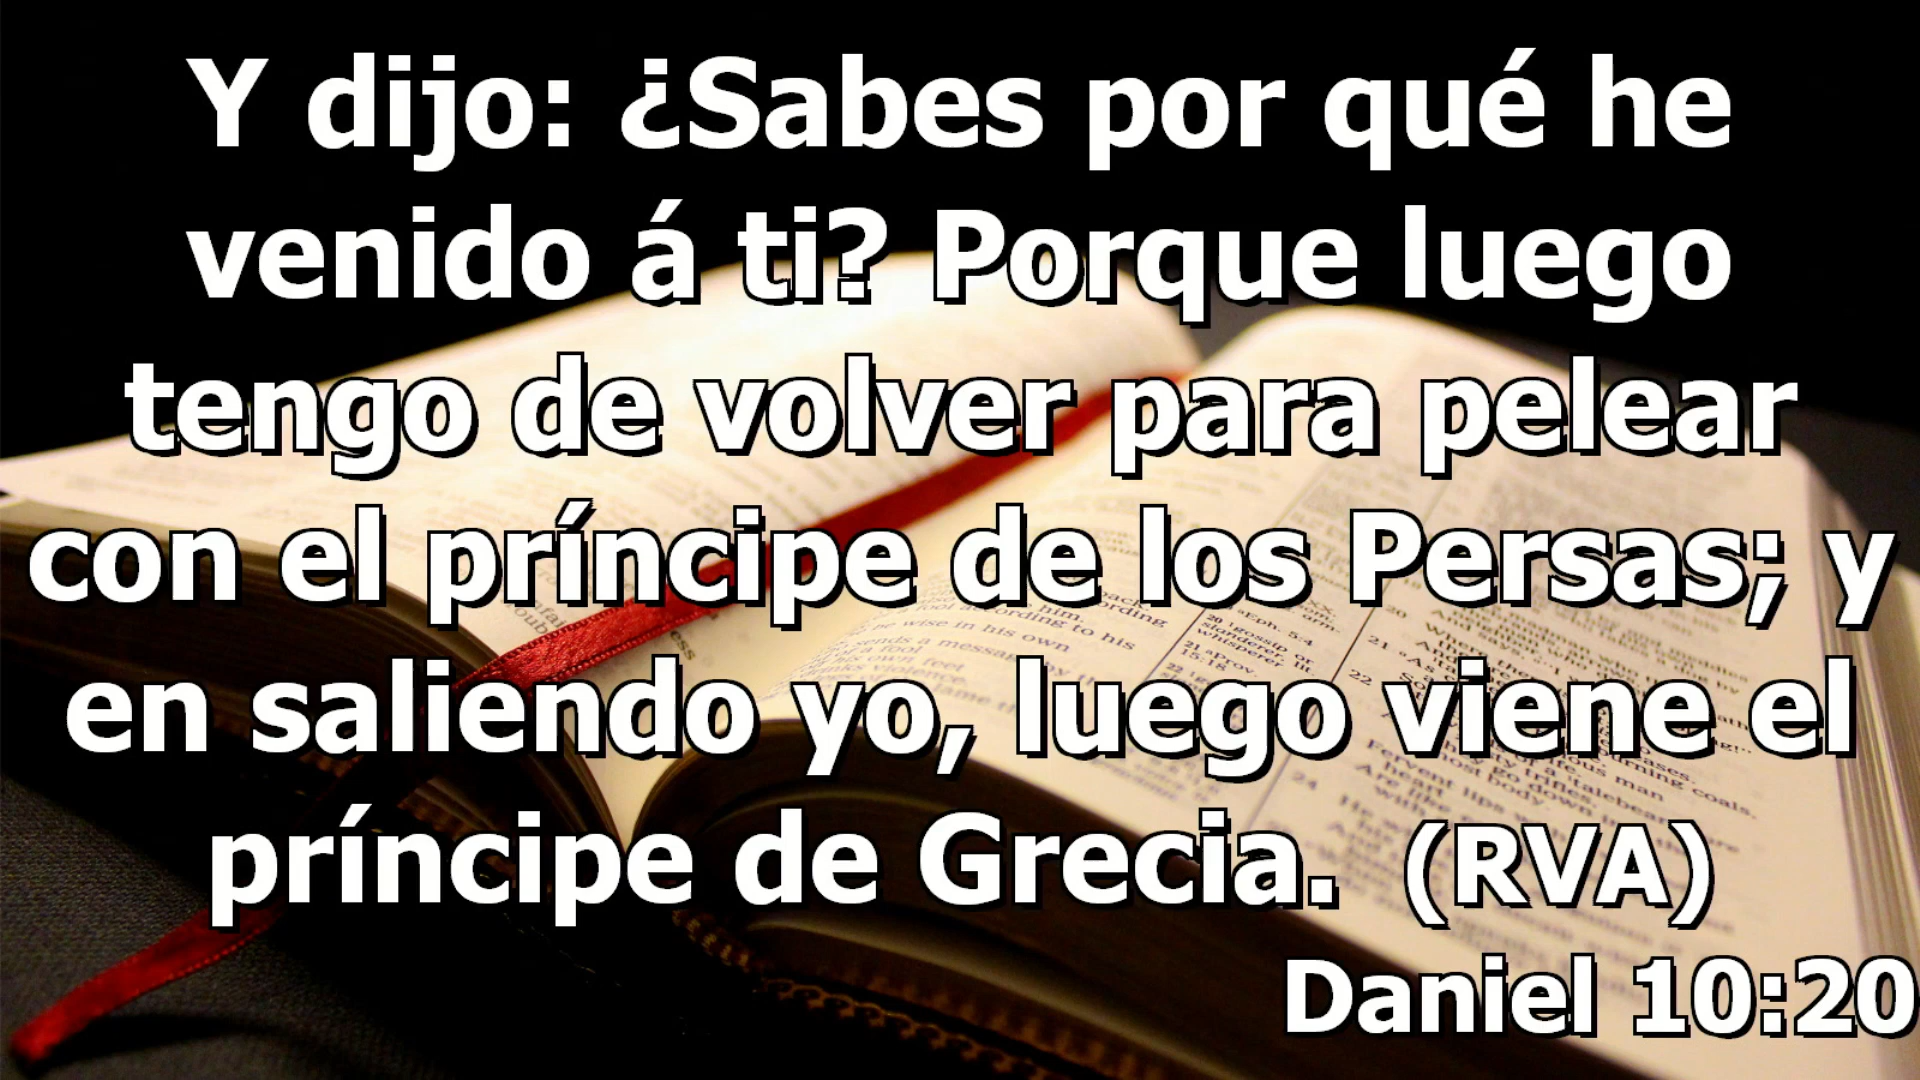 Y dijo: ¿Sabes por qué he
venido á ti? Porque luego
tengo de volver para pelear
con el príncipe de los Persas; y
en saliendo yo, luego viene el
príncipe de Grecia. (RVA)
Daniel 10:20